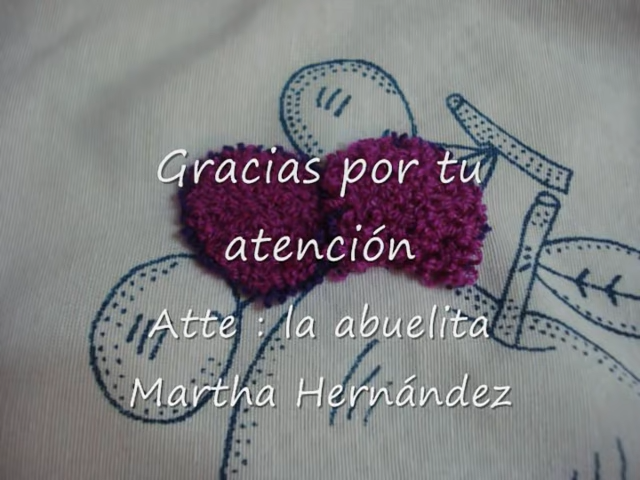 Gracias por tu
atención
Atte : la abuelita
Martha Hernández